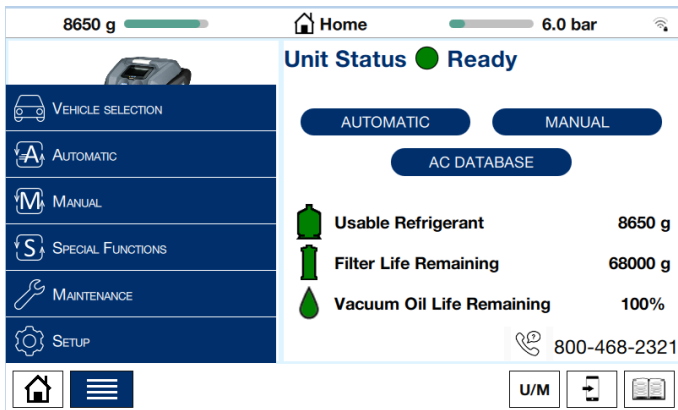 8650 g
Home
6.0 bar
Unit Status Ready
VEHICLE SELECTION
AUTOMATIC
MANUAL
SPECIAL FUNCTIONS
MAINTENANCE
SETUP
AUTOMATIC
MANUAL
AC DATABASE
Usable Refrigerant 8650 g
Filter Life Remaining 68000 g
Vacuum Oil Life Remaining 100%
800-468-2321
U/M